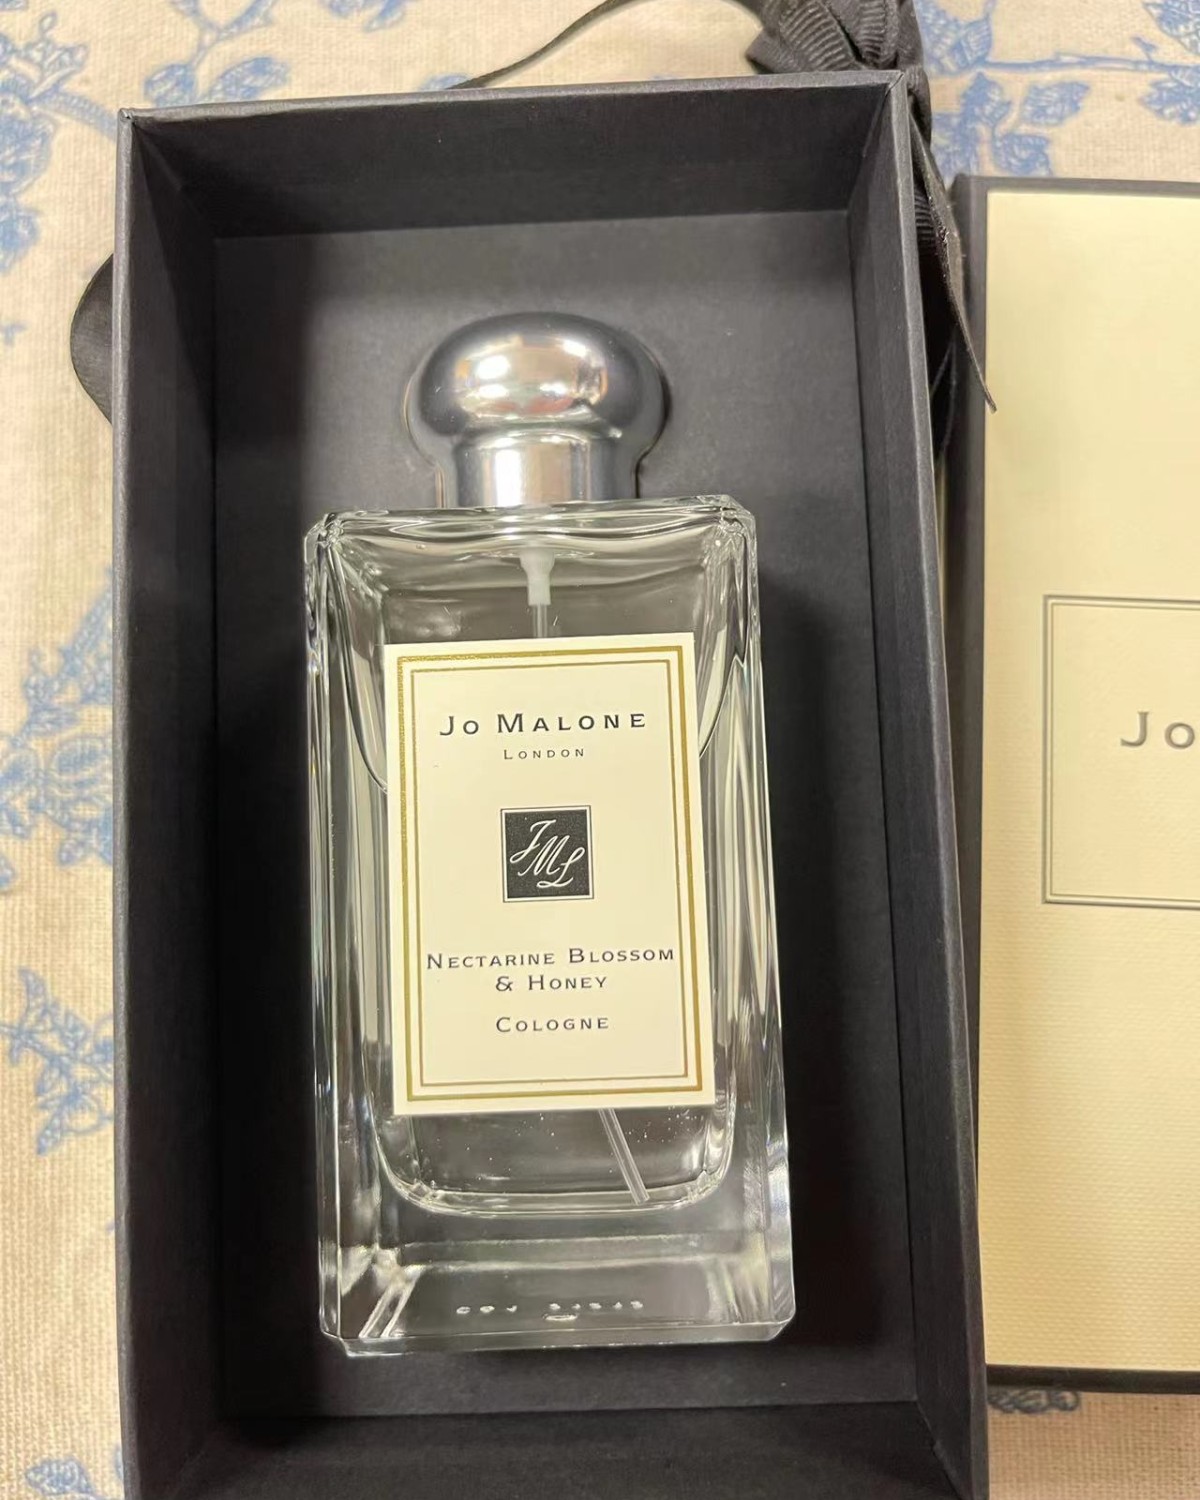 Jo Malone
London
JML
Nectarine Blossom
& Honey
Cologne
Jo